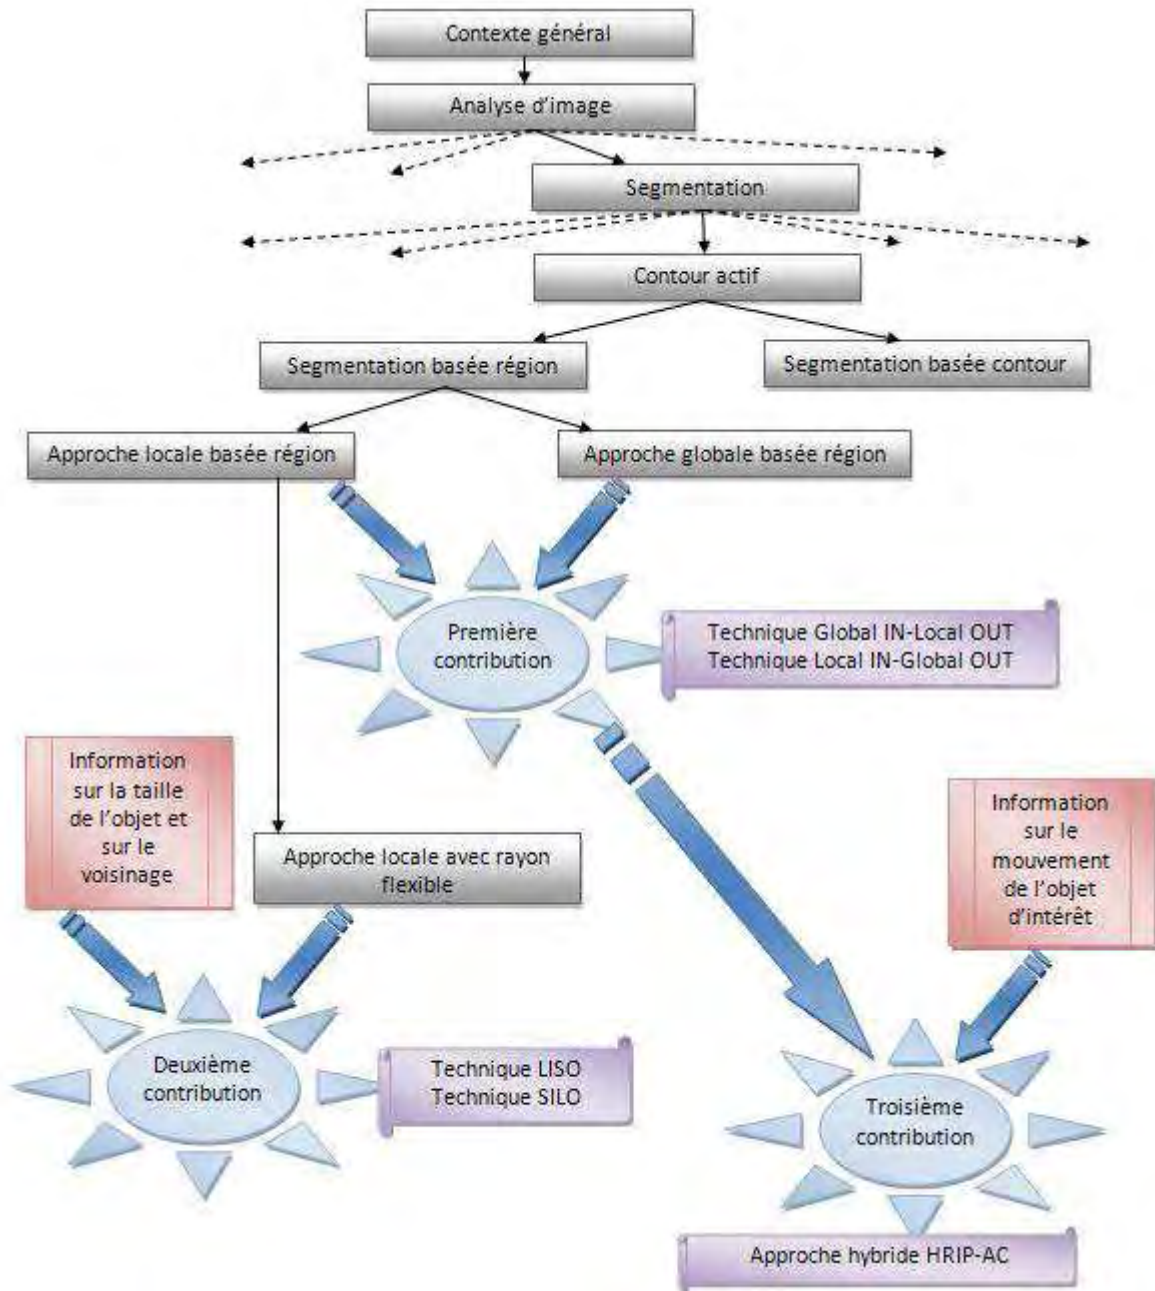 Contexte général
Analyse d'image
Segmentation
Contour actif
Segmentation basée région
Segmentation basée contour
Approche locale basée région
Approche globale basée région
Première
contribution
Technique Global IN-Local OUT
Technique Local IN-Global OUT
Information
sur la taille
de l'objet et
sur le
voisinage
Approche locale avec rayon
flexible
Information
sur le
mouvement
de l'objet
d'intérêt
Deuxième
contribution
Technique LISO
Technique SILO
Troisième
contribution
Approche hybride HRIP-AC